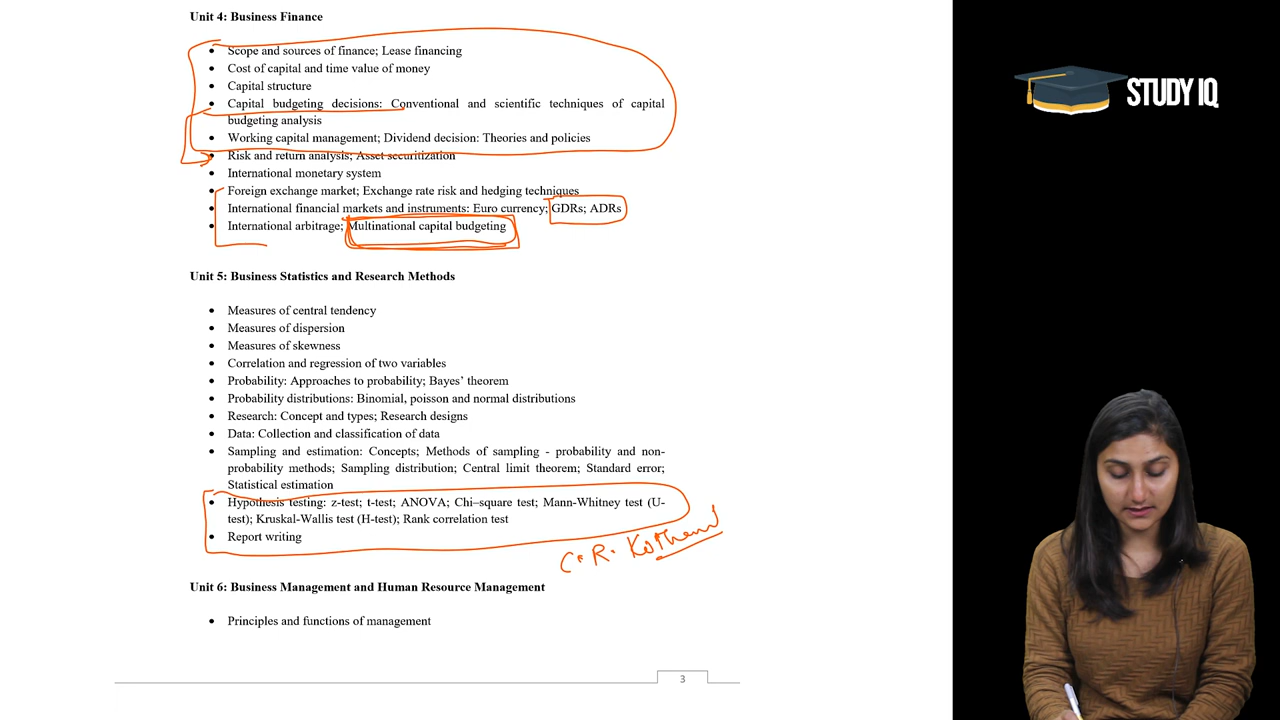 Unit 4: Business Finance
• Scope and sources of finance; Lease financing
• Cost of capital and time value of money
• Capital structure
• Capital budgeting decisions: Conventional and scientific techniques of capital
budgeting analysis
• Working capital management; Dividend decision: Theories and policies
• Risk and return analysis; Asset securitization
• International monetary system
• Foreign exchange market; Exchange rate risk and hedging techniques
• International financial markets and instruments: Euro currency; GDRs; ADRs
• International arbitrage; Multinational capital budgeting
Unit 5: Business Statistics and Research Methods
• Measures of central tendency
• Measures of dispersion
• Measures of skewness
• Correlation and regression of two variables
• Probability: Approaches to probability; Bayes’ theorem
• Probability distributions: Binomial, poisson and normal distributions
• Research: Concept and types; Research designs
• Data: Collection and classification of data
• Sampling and estimation: Concepts; Methods of sampling - probability and non-
probability methods; Sampling distribution; Central limit theorem; Standard error;
Statistical estimation
• Hypothesis testing: z-test; t-test; ANOVA; Chi–square test; Mann-Whitney test (U-
test); Kruskal-Wallis test (H-test); Rank correlation test
• Report writing
C. R.
Unit 6: Business Management and Human Resource Management
• Principles and functions of management
3
STUDY IQ